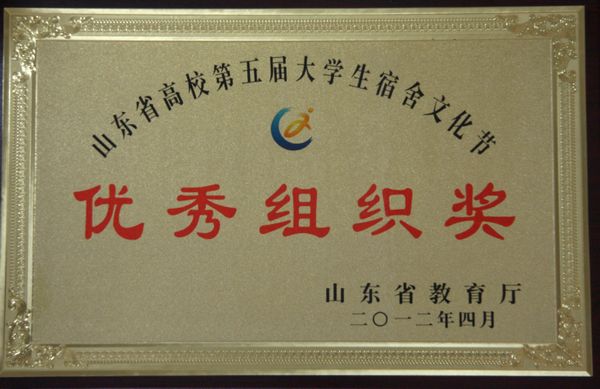 山东省高校第五届大学生宿舍文化节
优秀组织奖
山东省教育厅
二〇一二年四月